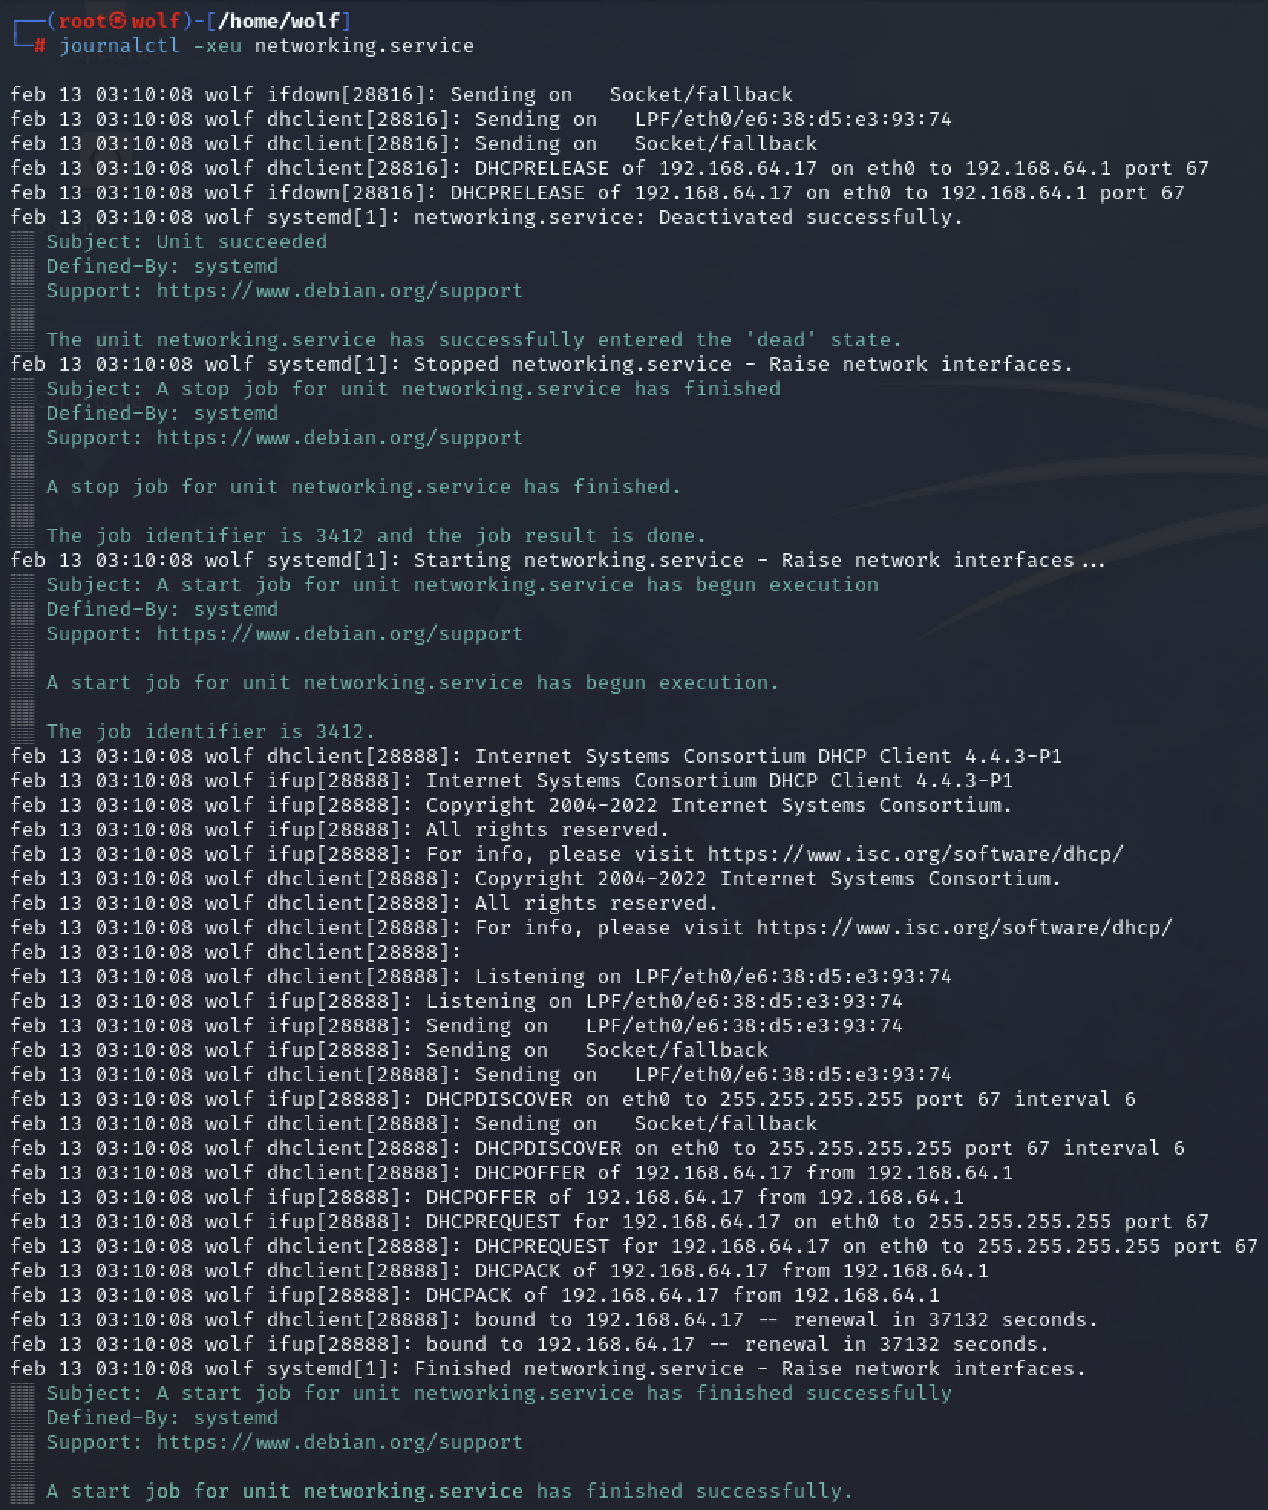 ┌──(root㉿wolf)-[/home/wolf]
└─# journalctl -xeu networking.service

feb 13 03:10:08 wolf ifdown[28816]: Sending on   Socket/fallback
feb 13 03:10:08 wolf dhclient[28816]: Sending on   LPF/eth0/e6:38:d5:e3:93:74
feb 13 03:10:08 wolf dhclient[28816]: Sending on   Socket/fallback
feb 13 03:10:08 wolf dhclient[28816]: DHCPRELEASE of 192.168.64.17 on eth0 to 192.168.64.1 port 67
feb 13 03:10:08 wolf ifdown[28816]: DHCPRELEASE of 192.168.64.17 on eth0 to 192.168.64.1 port 67
feb 13 03:10:08 wolf systemd[1]: networking.service: Deactivated successfully.
░░ Subject: Unit succeeded
░░ Defined-By: systemd
░░ Support: https://www.debian.org/support
░░
░░ The unit networking.service has successfully entered the 'dead' state.
feb 13 03:10:08 wolf systemd[1]: Stopped networking.service - Raise network interfaces.
░░ Subject: A stop job for unit networking.service has finished
░░ Defined-By: systemd
░░ Support: https://www.debian.org/support
░░
░░ A stop job for unit networking.service has finished.
░░
░░ The job identifier is 3412 and the job result is done.
feb 13 03:10:08 wolf systemd[1]: Starting networking.service - Raise network interfaces...
░░ Subject: A start job for unit networking.service has begun execution
░░ Defined-By: systemd
░░ Support: https://www.debian.org/support
░░
░░ A start job for unit networking.service has begun execution.
░░
░░ The job identifier is 3412.
feb 13 03:10:08 wolf dhclient[28888]: Internet Systems Consortium DHCP Client 4.4.3-P1
feb 13 03:10:08 wolf ifup[28888]: Internet Systems Consortium DHCP Client 4.4.3-P1
feb 13 03:10:08 wolf ifup[28888]: Copyright 2004-2022 Internet Systems Consortium.
feb 13 03:10:08 wolf ifup[28888]: All rights reserved.
feb 13 03:10:08 wolf ifup[28888]: For info, please visit https://www.isc.org/software/dhcp/
feb 13 03:10:08 wolf dhclient[28888]: Copyright 2004-2022 Internet Systems Consortium.
feb 13 03:10:08 wolf dhclient[28888]: All rights reserved.
feb 13 03:10:08 wolf dhclient[28888]: For info, please visit https://www.isc.org/software/dhcp/
feb 13 03:10:08 wolf dhclient[28888]:
feb 13 03:10:08 wolf dhclient[28888]: Listening on LPF/eth0/e6:38:d5:e3:93:74
feb 13 03:10:08 wolf ifup[28888]: Listening on LPF/eth0/e6:38:d5:e3:93:74
feb 13 03:10:08 wolf ifup[28888]: Sending on   LPF/eth0/e6:38:d5:e3:93:74
feb 13 03:10:08 wolf ifup[28888]: Sending on   Socket/fallback
feb 13 03:10:08 wolf dhclient[28888]: Sending on   LPF/eth0/e6:38:d5:e3:93:74
feb 13 03:10:08 wolf ifup[28888]: DHCPDISCOVER on eth0 to 255.255.255.255 port 67 interval 6
feb 13 03:10:08 wolf dhclient[28888]: Sending on   Socket/fallback
feb 13 03:10:08 wolf dhclient[28888]: DHCPDISCOVER on eth0 to 255.255.255.255 port 67 interval 6
feb 13 03:10:08 wolf dhclient[28888]: DHCPOFFER of 192.168.64.17 from 192.168.64.1
feb 13 03:10:08 wolf ifup[28888]: DHCPOFFER of 192.168.64.17 from 192.168.64.1
feb 13 03:10:08 wolf ifup[28888]: DHCPREQUEST for 192.168.64.17 on eth0 to 255.255.255.255 port 67
feb 13 03:10:08 wolf dhclient[28888]: DHCPREQUEST for 192.168.64.17 on eth0 to 255.255.255.255 port 67
feb 13 03:10:08 wolf dhclient[28888]: DHCPACK of 192.168.64.17 from 192.168.64.1
feb 13 03:10:08 wolf ifup[28888]: DHCPACK of 192.168.64.17 from 192.168.64.1
feb 13 03:10:08 wolf dhclient[28888]: bound to 192.168.64.17 -- renewal in 37132 seconds.
feb 13 03:10:08 wolf ifup[28888]: bound to 192.168.64.17 -- renewal in 37132 seconds.
feb 13 03:10:08 wolf systemd[1]: Finished networking.service - Raise network interfaces.
░░ Subject: A start job for unit networking.service has finished successfully
░░ Defined-By: systemd
░░ Support: https://www.debian.org/support
░░
░░ A start job for unit networking.service has finished successfully.